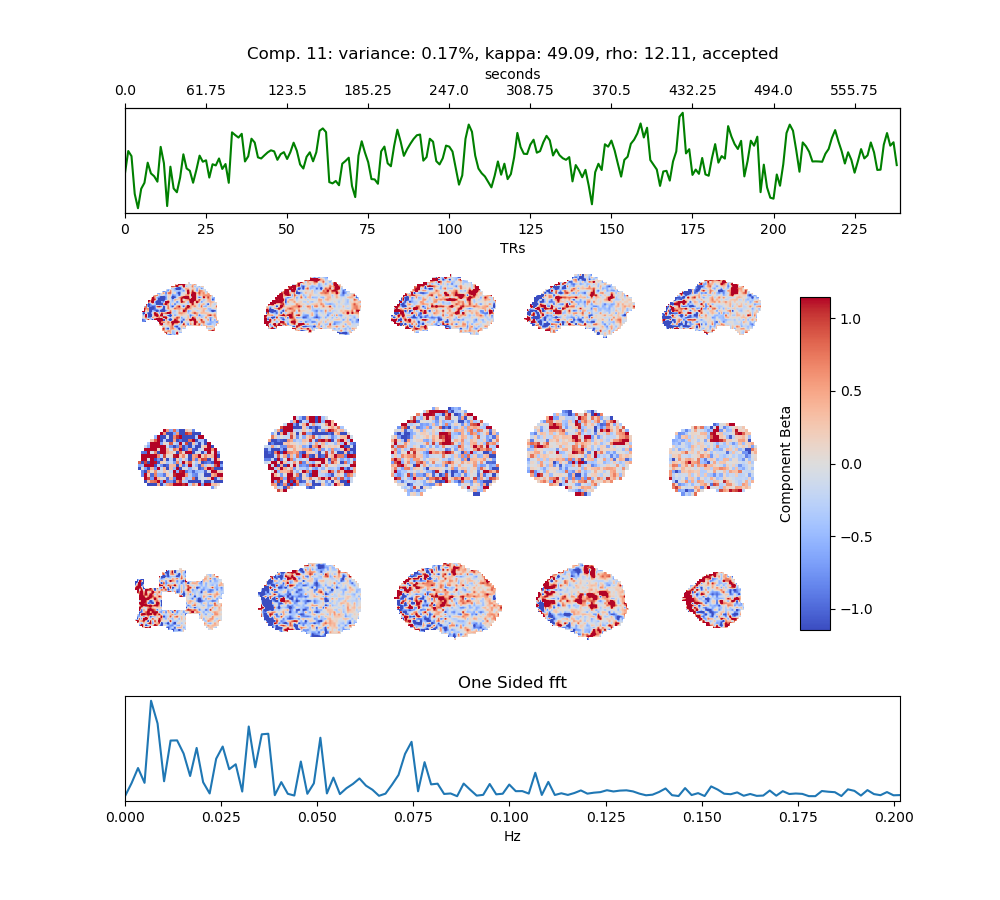 Comp. 11: variance: 0.17%, kappa: 49.09, rho: 12.11, accepted
seconds
0.0 61.75 123.5 185.25 247.0 308.75 370.5 432.25 494.0 555.75
0 25 50 75 100 125 150 175 200 225
TRs
1.0
0.5
0.0
−0.5
−1.0
Component Beta
One Sided fft
0.000 0.025 0.050 0.075 0.100 0.125 0.150 0.175 0.200
Hz